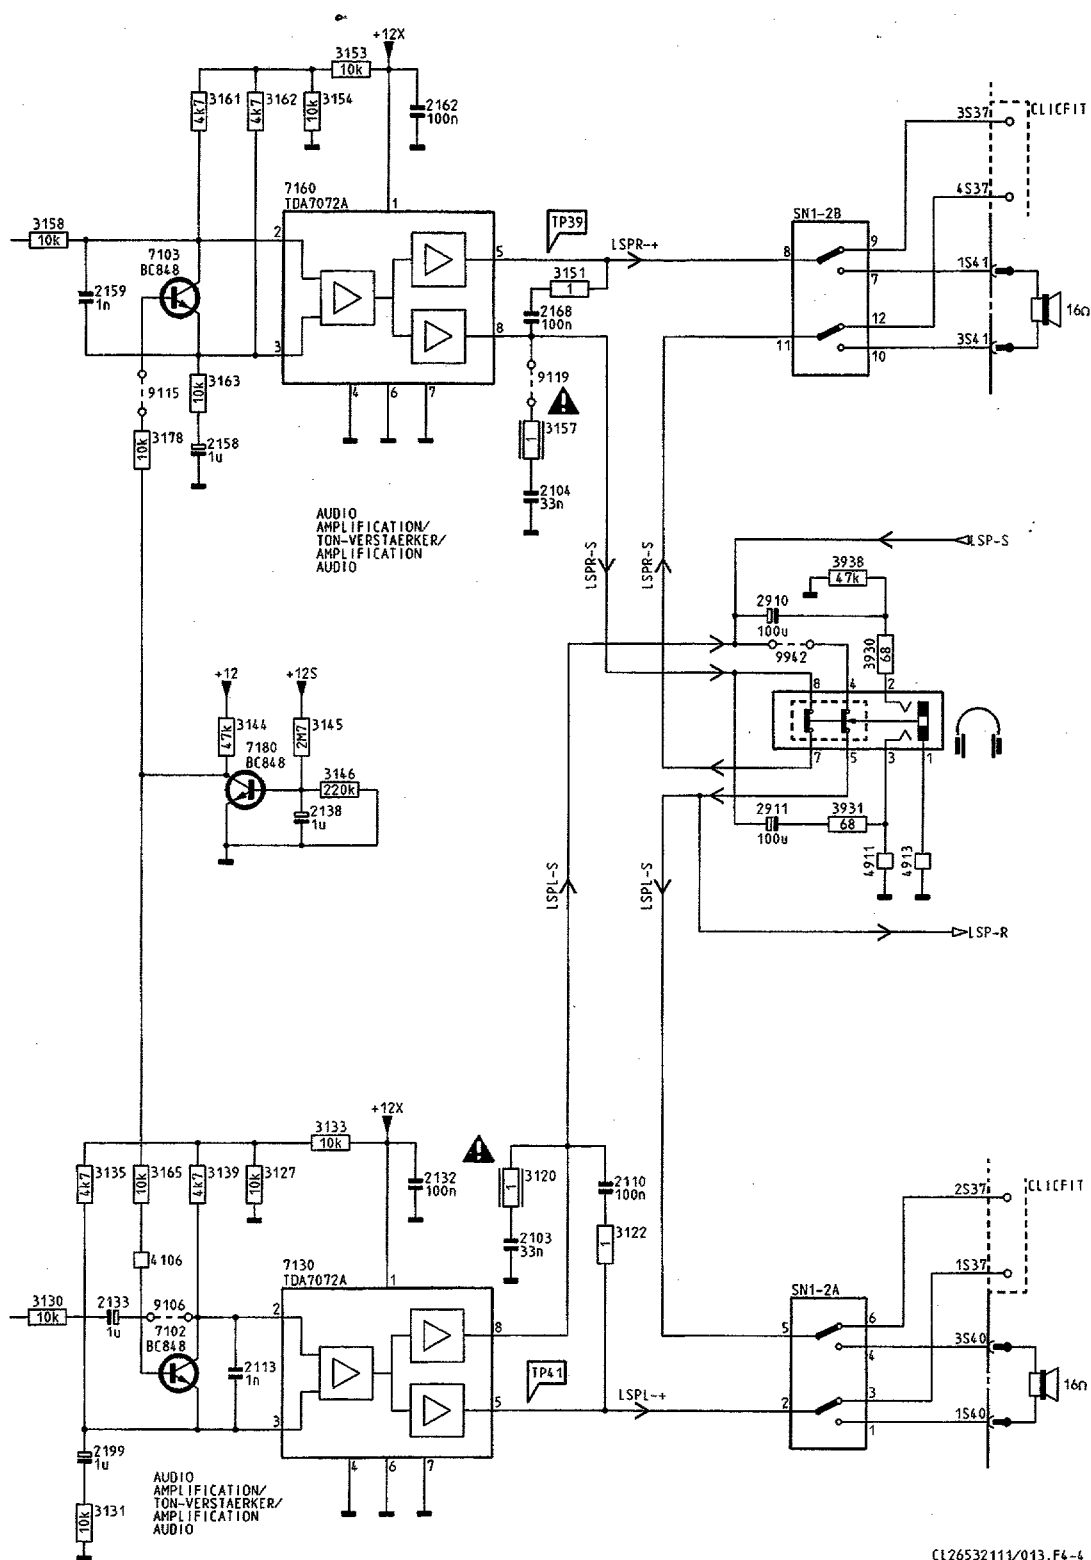 +12X
3153
10k
3161
4k7
3162
4k7
3154
10k
2162
100n
3S37
CLICFIT
4S37
7160
TDA7072A
1
3158
10k
2
7103
BC848
2159
1n
3
5
8
4
6
7
TP39
LSPR-+
3151
1
2168
100n
SN1-2B
8
9
7
12
11
10
1S41
3S41
16Ω
9115
3163
10k
3178
10k
2158
1u
9119
3157
1
2104
33n
AUDIO
AMPLIFICATION/
TON-VERSTAERKER/
AMPLIFICATION
AUDIO
LSPR-S
LSPR-S
LSP-S
3938
47k
2910
100u
9942
3930
68
8
4
2
7
5
3
1
+12
+12S
3144
47k
3145
2M7
7180
BC848
3146
220k
2138
1u
2911
100u
3931
68
4911
4913
LSPL-S
LSPL-S
LSP-R
+12X
3133
10k
3135
4k7
3165
10k
3139
4k7
3127
10k
2132
100n
3120
1
2110
100n
2103
33n
3122
1
4106
7130
TDA7072A
1
3130
10k
2133
1u
9106
7102
BC848
2
2113
1n
3
8
5
4
6
7
TP41
LSPL-+
SN1-2A
5
6
4
3
2
1
2S37
CLICFIT
1S37
3S40
1S40
16Ω
2199
1u
3131
10k
AUDIO
AMPLIFICATION/
TON-VERSTAERKER/
AMPLIFICATION
AUDIO
CL26532111/013.F4-4